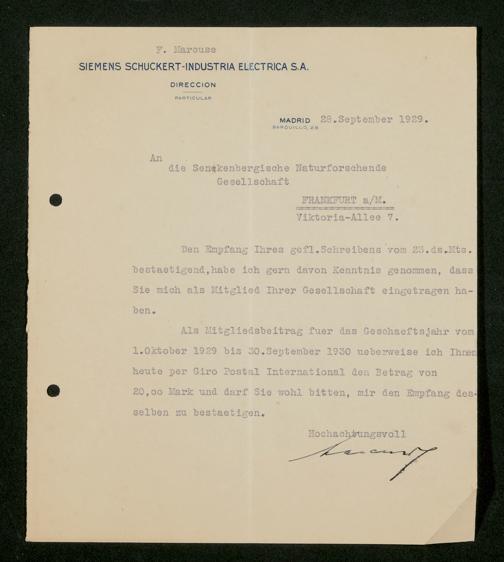 F. Marouse
SIEMENS SCHUCKERT-INDUSTRIA ELECTRICA S.A.
DIRECCION
PARTICULAR
MADRID 28.September 1929.
BARQUILLO, 28
An
die Senckenbergische Naturforschende
Gesellschaft
FRANKFURT a/M.
Viktoria-Allee 7.
Den Empfang Ihres gefl.Schreibens vom 23.ds.Mts.
bestaetigend,habe ich gern davon Kenntnis genommen, dass
Sie mich als Mitglied Ihrer Gesellschaft eingetragen ha-
ben.
Als Mitgliedsbeitrag fuer das Geschaeftsjahr vom
1.Oktober 1929 bis 30.September 1930 ueberweise ich Ihnen
heute per Giro Postal International den Betrag von
20,oo Mark und darf Sie wohl bitten, mir den Empfang des-
selben zu bestaetigen.
Hochachtungsvoll